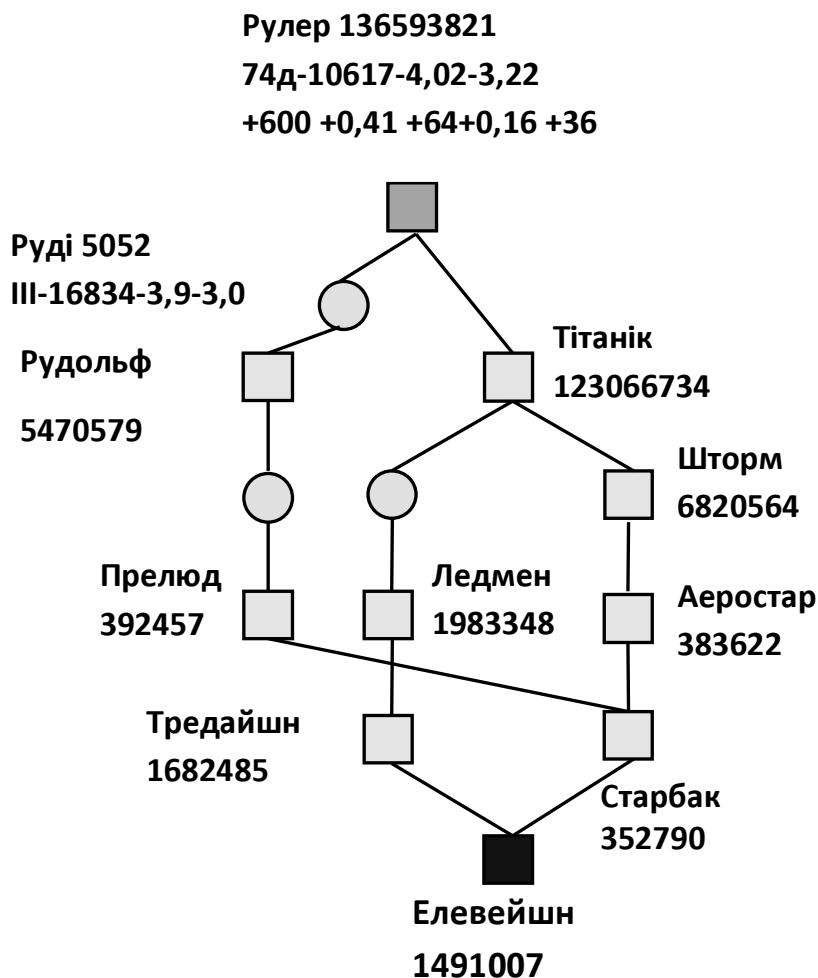 Рулер 136593821
74д-10617-4,02-3,22
+600 +0,41 +64+0,16 +36
Руді 5052
ІІІ-16834-3,9-3,0
Рудольф
5470579
Тітанік
123066734
Шторм
6820564
Прелюд
392457
Ледмен
1983348
Аеростар
383622
Тредайшн
1682485
Старбак
352790
Елевейшн
1491007